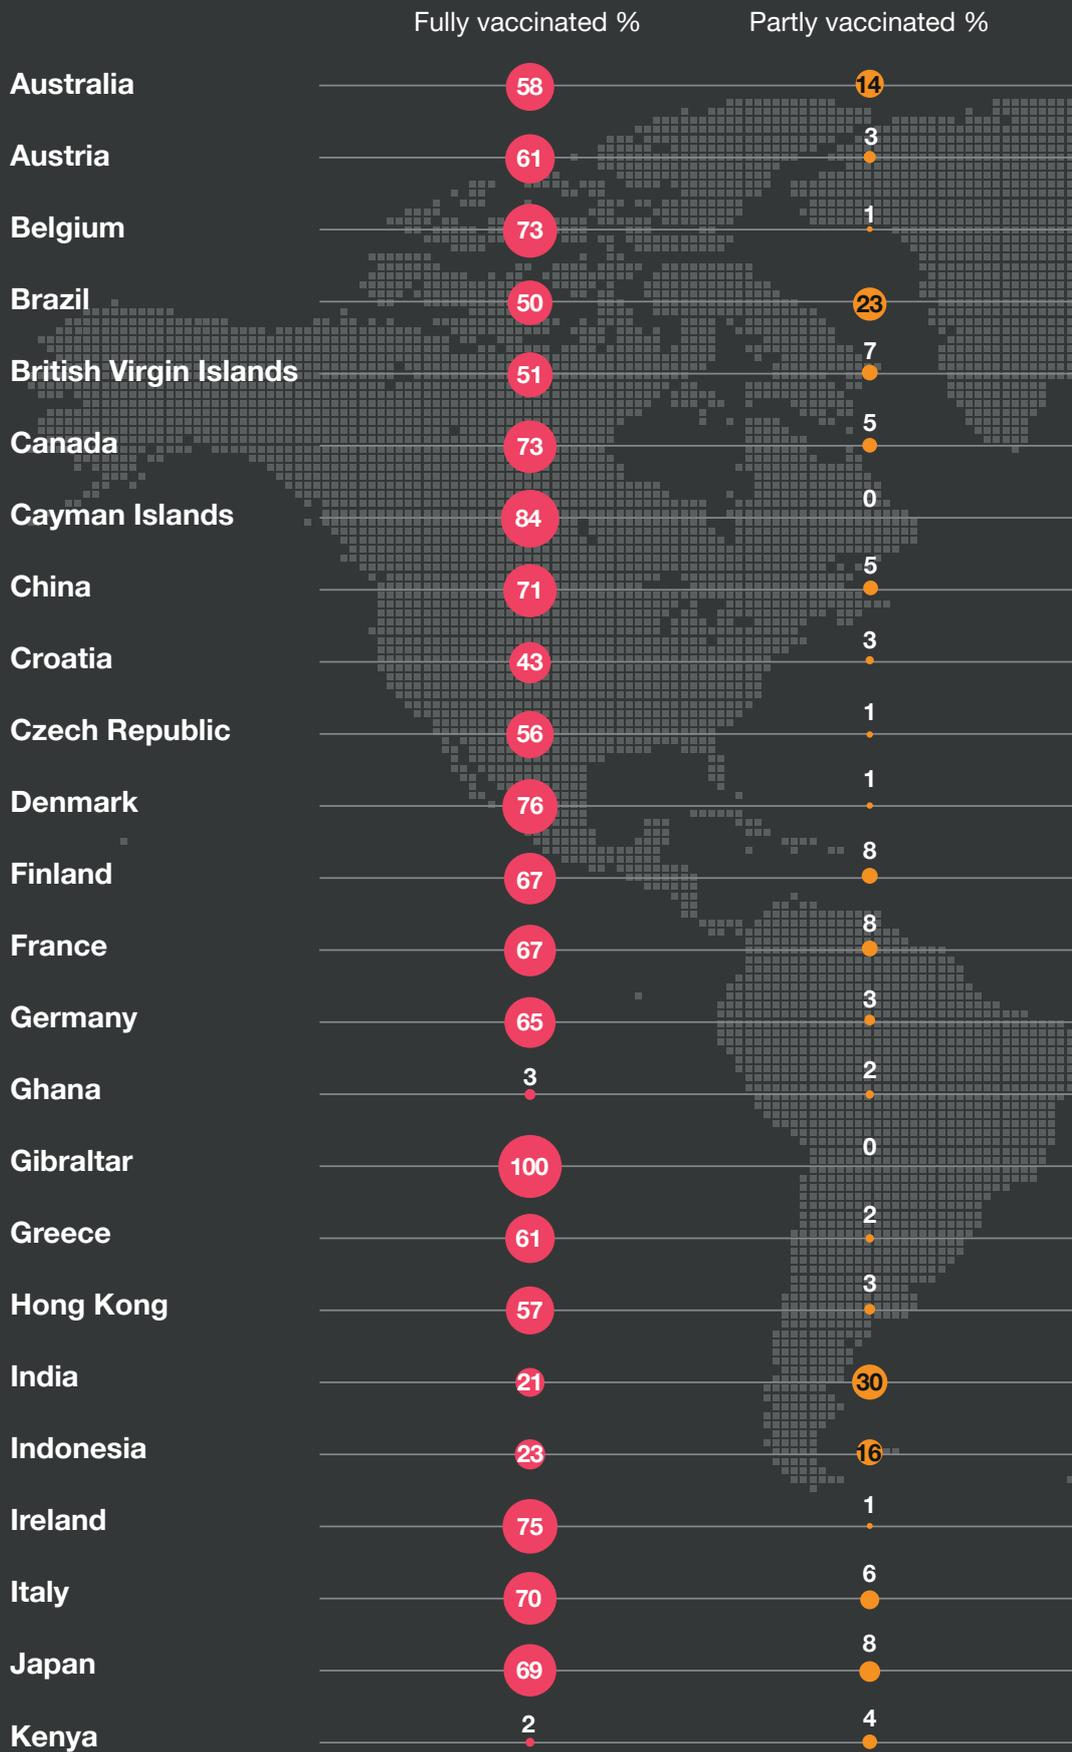 Fully vaccinated % Partly vaccinated %
Australia 58 14
Austria 61 3
Belgium 73 1
Brazil 50 23
British Virgin Islands 51 7
Canada 73 5
Cayman Islands 84 0
China 71 5
Croatia 43 3
Czech Republic 56 1
Denmark 76 1
Finland 67 8
France 67 8
Germany 65 3
Ghana 3 2
Gibraltar 100 0
Greece 61 2
Hong Kong 57 3
India 21 30
Indonesia 23 16
Ireland 75 1
Italy 70 6
Japan 69 8
Kenya 2 4